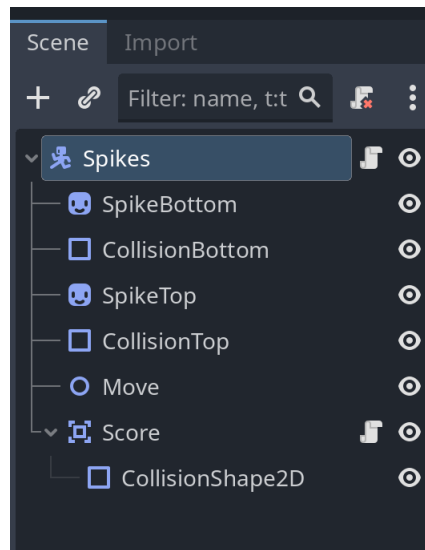 Scene Import
Filter: name, t:t
Spikes
SpikeBottom
CollisionBottom
SpikeTop
CollisionTop
Move
Score
CollisionShape2D